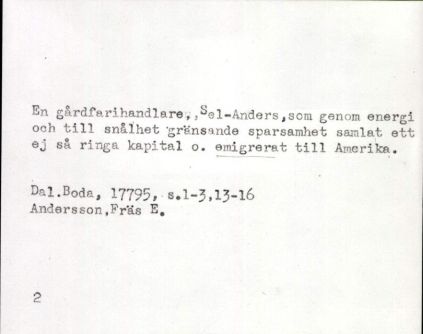 En gårdfarihandlare,,Sel-Anders,som genom energi
och till snålhet gränsande sparsamhet samlat ett
ej så ringa kapital o. emigrerat till Amerika.
Dal.Boda, 17795, s.1-3,13-16
Andersson,Fräs E.
2